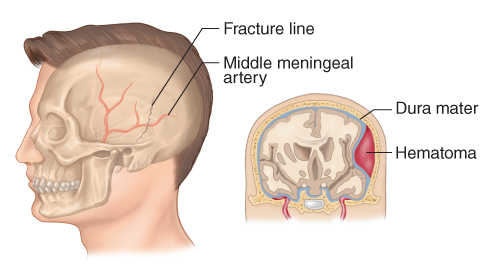 Fracture line
Middle meningeal
artery
Dura mater
Hematoma